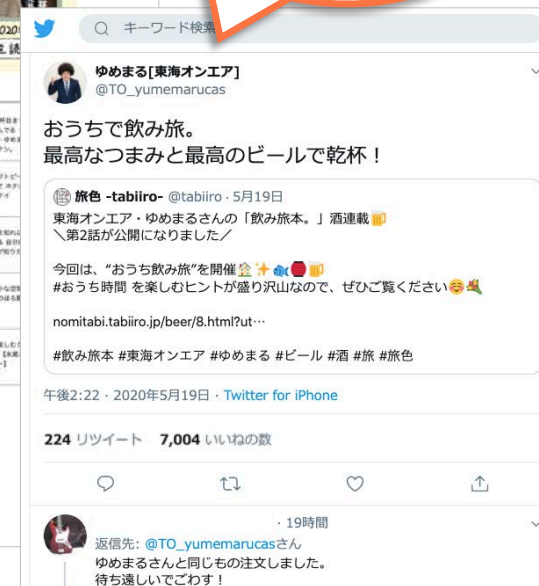 キーワード検索
ゆめまる[東海オンエア]
@TO_yumemarucas
おうちで飲み旅。
最高なつまみと最高のビールで乾杯！
旅色 -tabiiro- @tabiiro · 5月19日
東海オンエア・ゆめまるさんの「飲み旅本。」酒連載🍺
＼第2話が公開になりました／
今回は、“おうち飲み旅”を開催🏠✨🐟🏮🍺
#おうち時間 を楽しむヒントが盛り沢山なので、ぜひご覧ください☺️💐
nomitabi.tabiiro.jp/beer/8.html?ut…
#飲み旅本 #東海オンエア #ゆめまる #ビール #酒 #旅 #旅色
午後2:22 · 2020年5月19日 · Twitter for iPhone
224 リツイート 7,004 いいねの数
· 19時間
返信先: @TO_yumemarucasさん
ゆめまるさんと同じもの注文しました。
待ち遠しいでごわす！